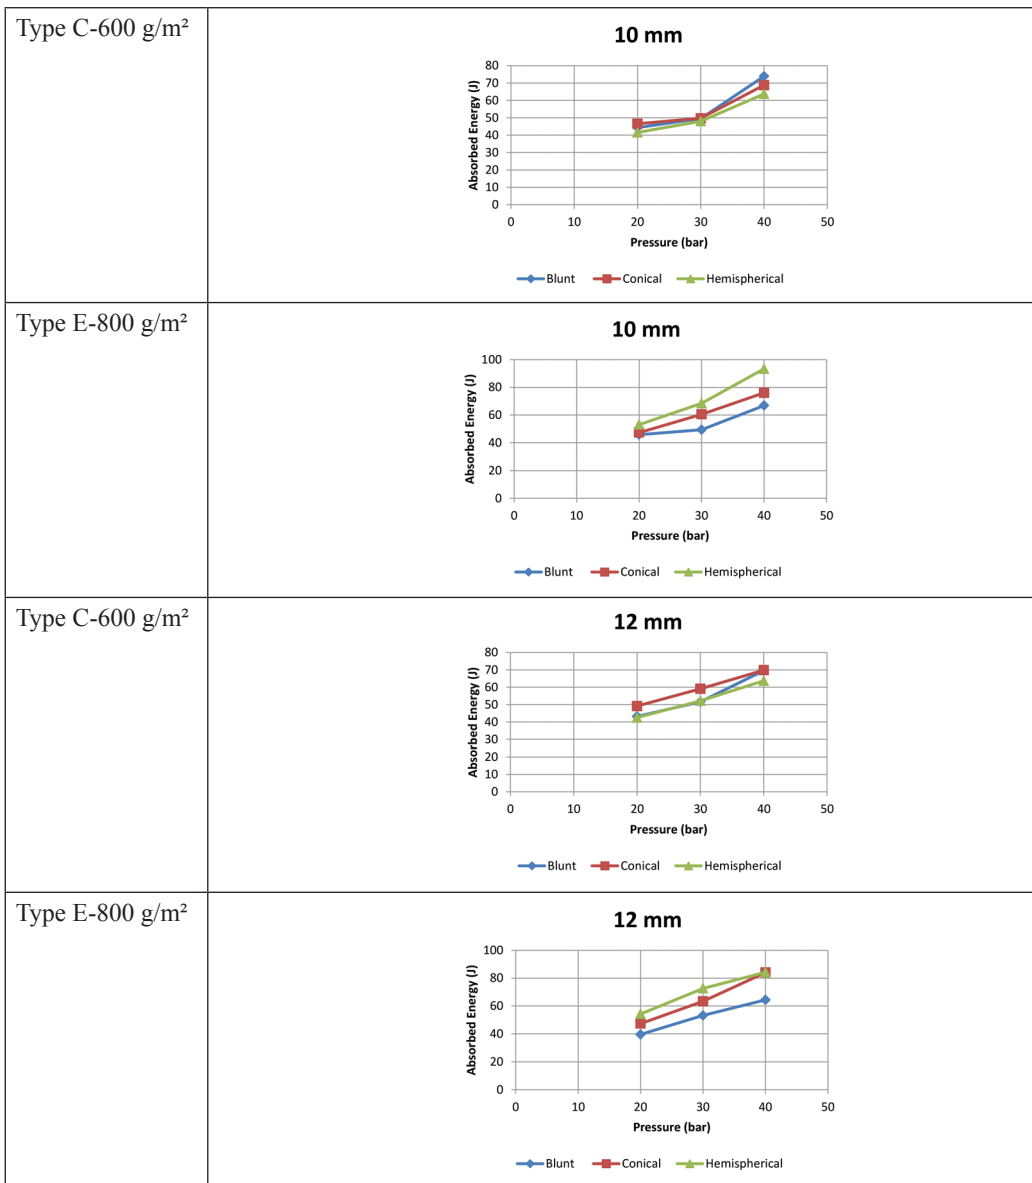 Type C-600 g/m²
10 mm
Absorbed Energy (J)
80
70
60
50
40
30
20
10
0
0 10 20 30 40 50
Pressure (bar)
Blunt Conical Hemispherical
Type E-800 g/m²
10 mm
Absorbed Energy (J)
100
80
60
40
20
0
0 10 20 30 40 50
Pressure (bar)
Blunt Conical Hemispherical
Type C-600 g/m²
12 mm
Absorbed Energy (J)
80
70
60
50
40
30
20
10
0
0 10 20 30 40 50
Pressure (bar)
Blunt Conical Hemispherical
Type E-800 g/m²
12 mm
Absorbed Energy (J)
100
80
60
40
20
0
0 10 20 30 40 50
Pressure (bar)
Blunt Conical Hemispherical